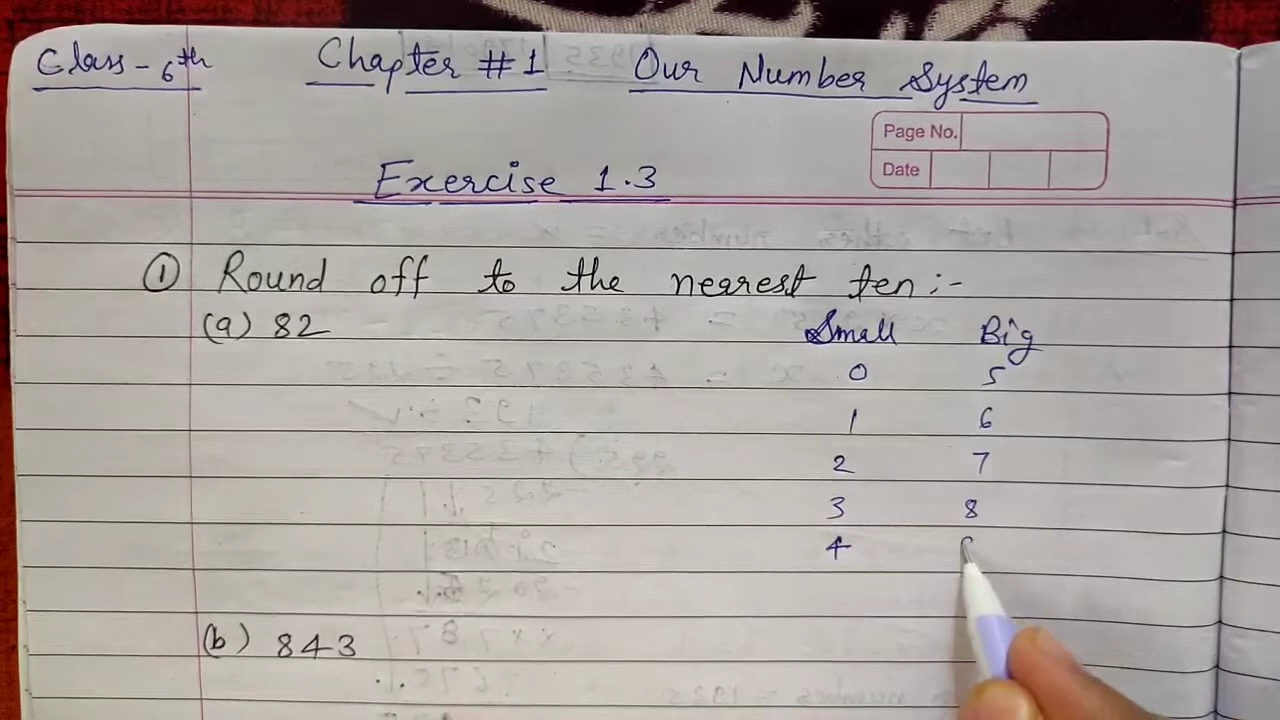 Class - 6th Chapter # 1 Our Number System
Page No.
Date
Exercise 1.3
① Round off to the nearest ten :-
(a) 82 Small Big
0 5
1 6
2 7
3 8
4
(b) 843